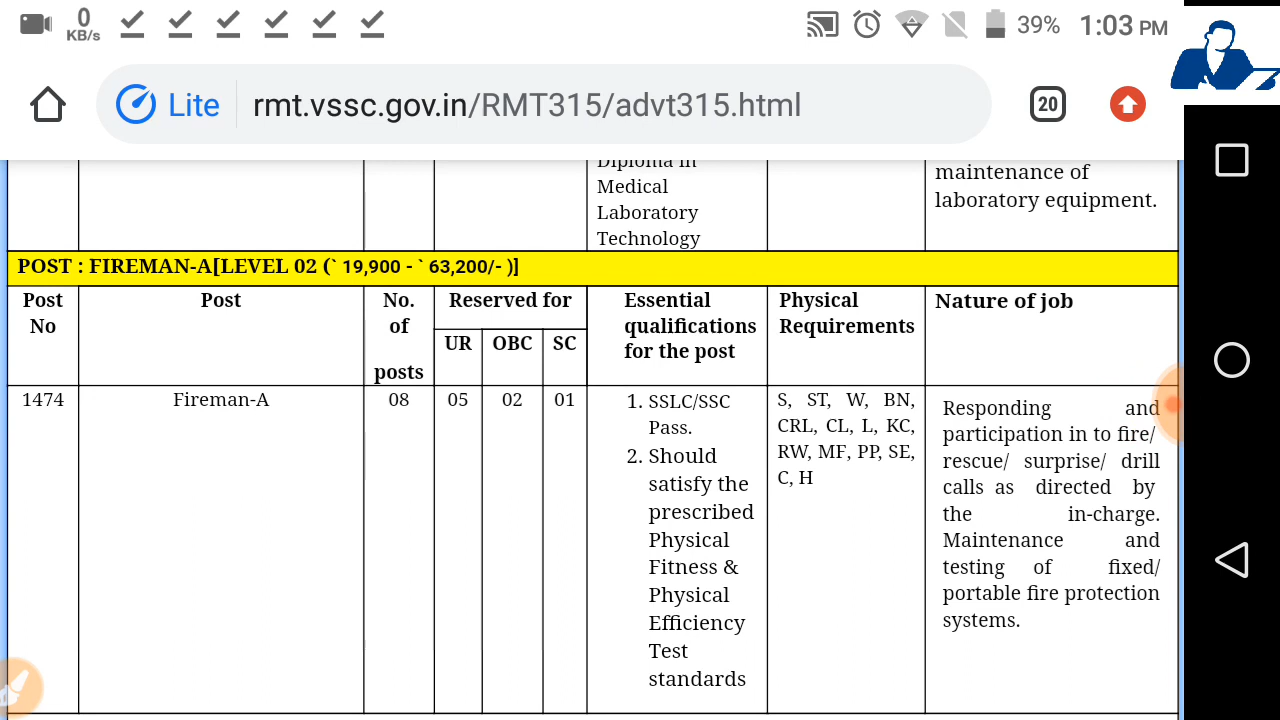 0
KB/s
39%
1:03 PM
Lite
rmt.vssc.gov.in/RMT315/advt315.html
20
Diploma in
Medical
Laboratory
Technology
maintenance of
laboratory equipment.
POST : FIREMAN-A[LEVEL 02 (` 19,900 - ` 63,200/- )]
Post
No
Post
No.
of
posts
Reserved for
UR
OBC
SC
Essential
qualifications
for the post
Physical
Requirements
Nature of job
1474
Fireman-A
08
05
02
01
1. SSLC/SSC
Pass.
2. Should
satisfy the
prescribed
Physical
Fitness &
Physical
Efficiency
Test
standards
S, ST, W, BN,
CRL, CL, L, KC,
RW, MF, PP, SE,
C, H
Responding and
participation in to fire/
rescue/ surprise/ drill
calls as directed by
the in-charge.
Maintenance and
testing of fixed/
portable fire protection
systems.